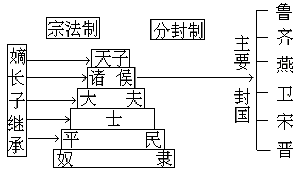 宗法制
分封制
嫡长子继承
天子
诸侯
大夫
士
平民
奴隶
主要封国
鲁
齐
燕
卫
宋
晋